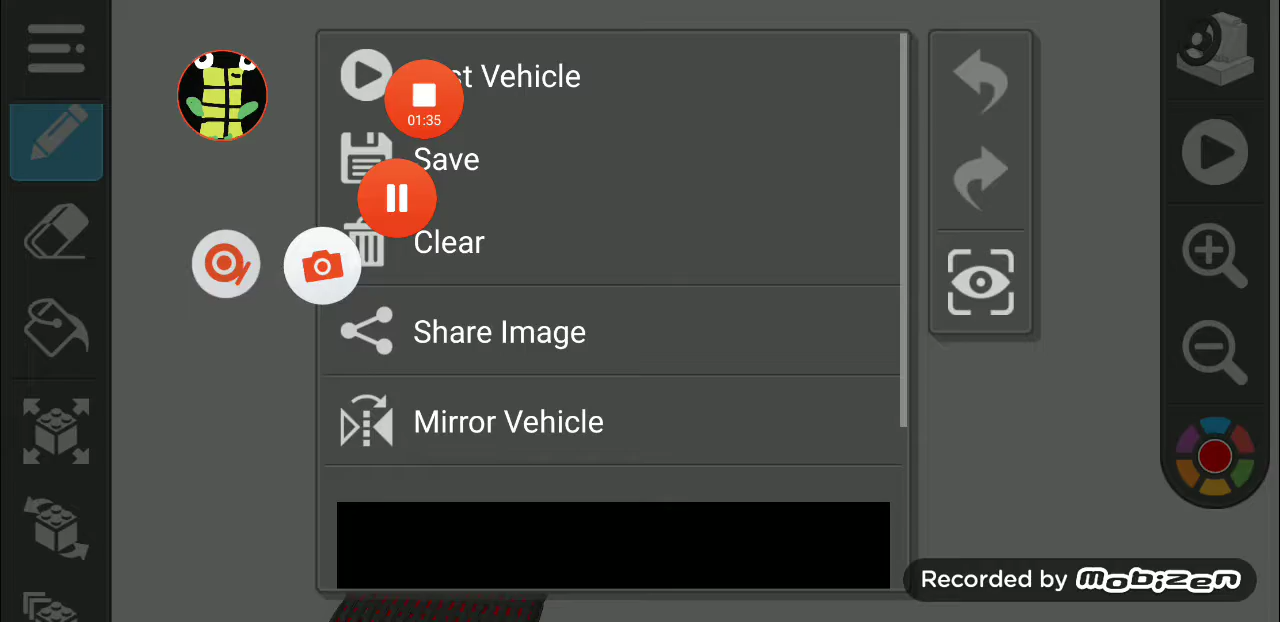 st Vehicle
01:35
Save
Clear
Share Image
Mirror Vehicle
Recorded by mobizen